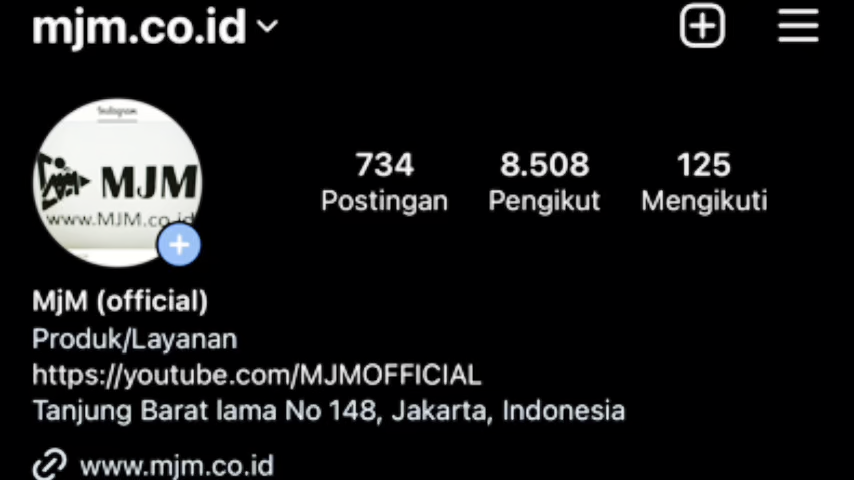 mjm.co.id
Instagram
MJM
www.MJM.co.id
734 8.508 125
Postingan Pengikut Mengikuti
MjM (official)
Produk/Layanan
https://youtube.com/MJMOFFICIAL
Tanjung Barat lama No 148, Jakarta, Indonesia
www.mjm.co.id